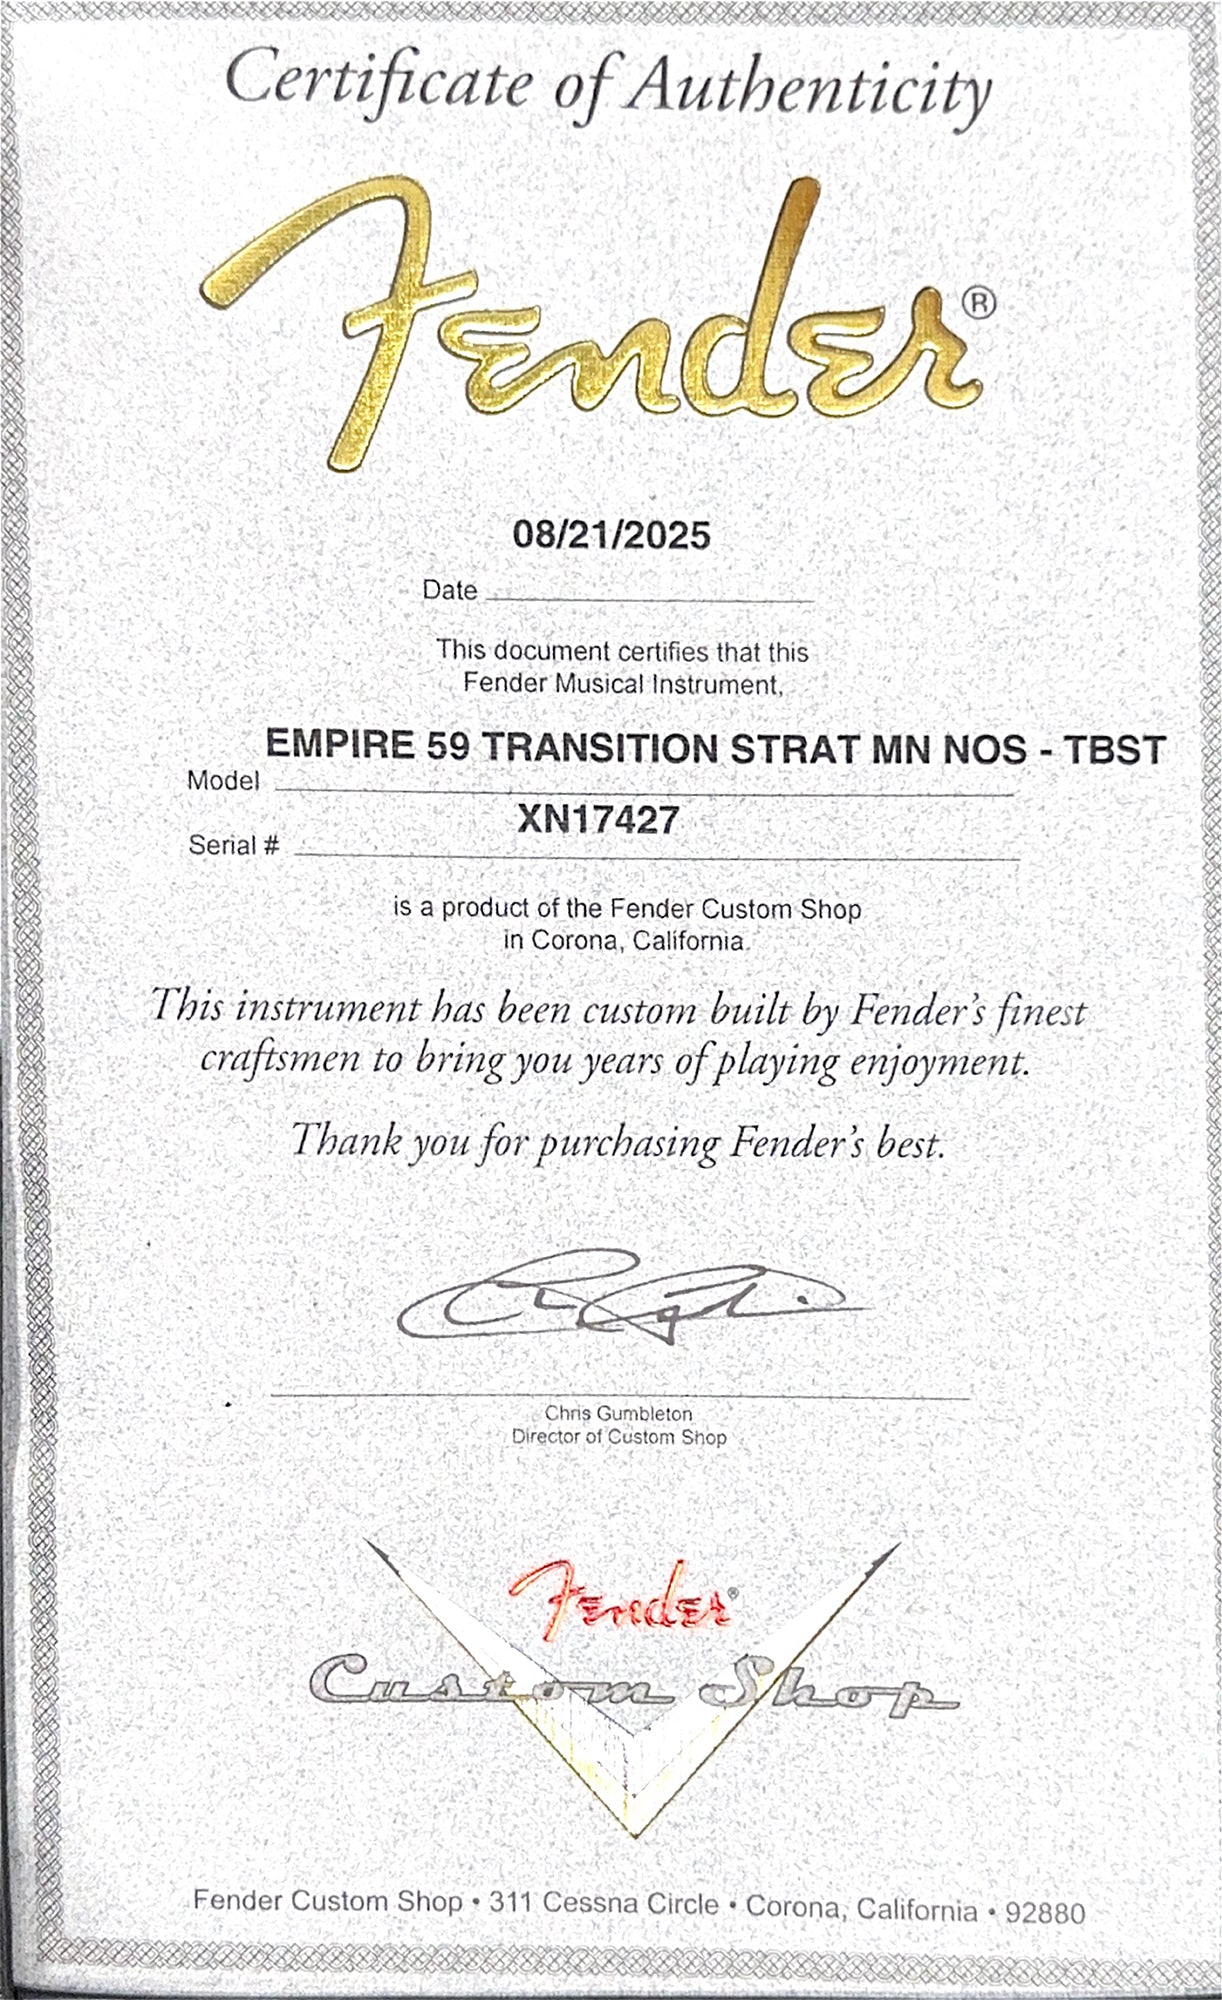 Certificate of Authenticity
Fender®
08/21/2025
Date
This document certifies that this
Fender Musical Instrument,
EMPIRE 59 TRANSITION STRAT MN NOS - TBST
Model
XN17427
Serial #
is a product of the Fender Custom Shop
in Corona, California.
This instrument has been custom built by Fender's finest
craftsmen to bring you years of playing enjoyment.
Thank you for purchasing Fender's best.
Chris Gumbleton
Director of Custom Shop
Fender®
Custom Shop
Fender Custom Shop • 311 Cessna Circle • Corona, California • 92880